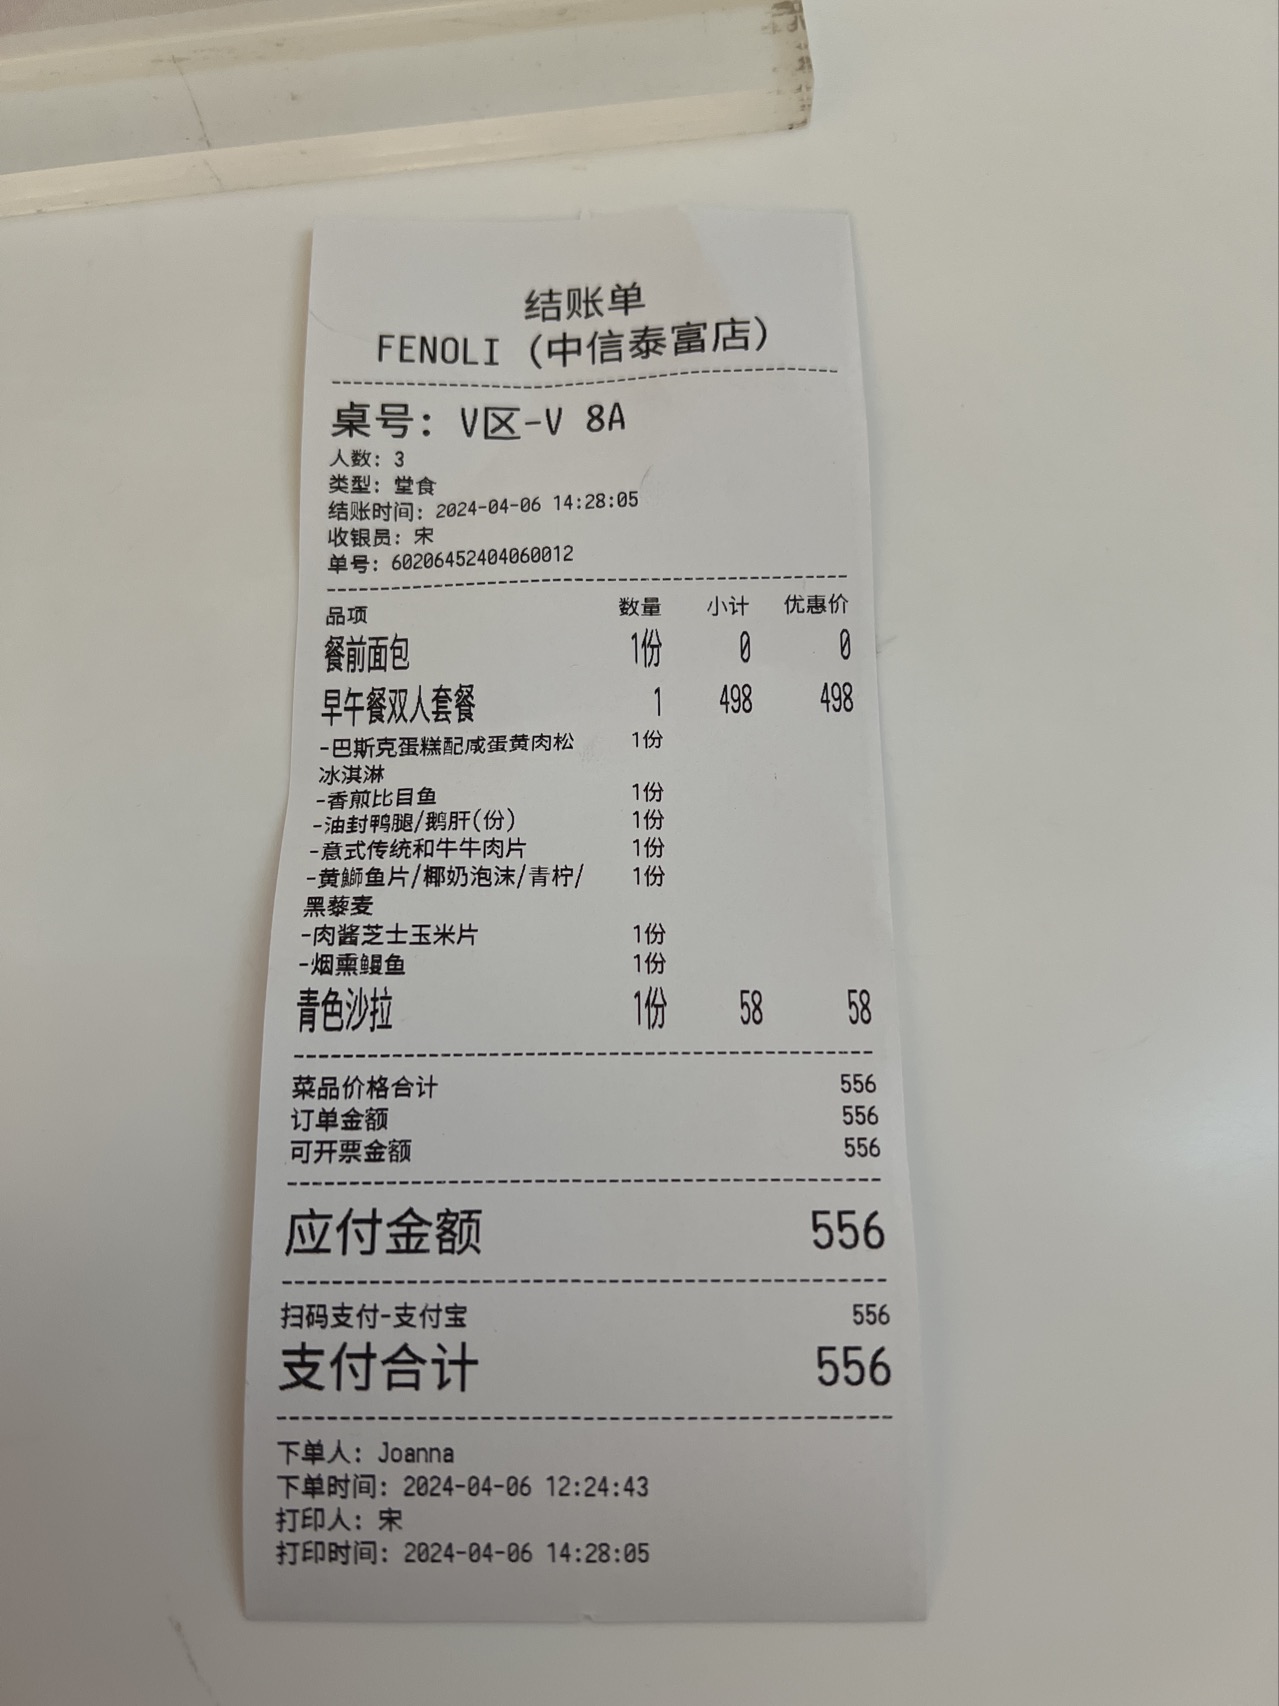 结账单
FENOLI (中信泰富店)
桌号: V区-V 8A
人数: 3
类型: 堂食
结账时间: 2024-04-06 14:28:05
收银员: 宋
单号: 60206452404060012
品项 数量 小计 优惠价
餐前面包 1份 0 0
早午餐双人套餐 1 498 498
-巴斯克蛋糕配咸蛋黄肉松 1份
冰淇淋
-香煎比目鱼 1份
-油封鸭腿/鹅肝(份) 1份
-意式传统和牛牛肉片 1份
-黄鰤鱼片/椰奶泡沫/青柠/ 1份
黑藜麦
-肉酱芝士玉米片 1份
-烟熏鳗鱼 1份
青色沙拉 1份 58 58
菜品价格合计 556
订单金额 556
可开票金额 556
应付金额 556
扫码支付-支付宝 556
支付合计 556
下单人: Joanna
下单时间: 2024-04-06 12:24:43
打印人: 宋
打印时间: 2024-04-06 14:28:05